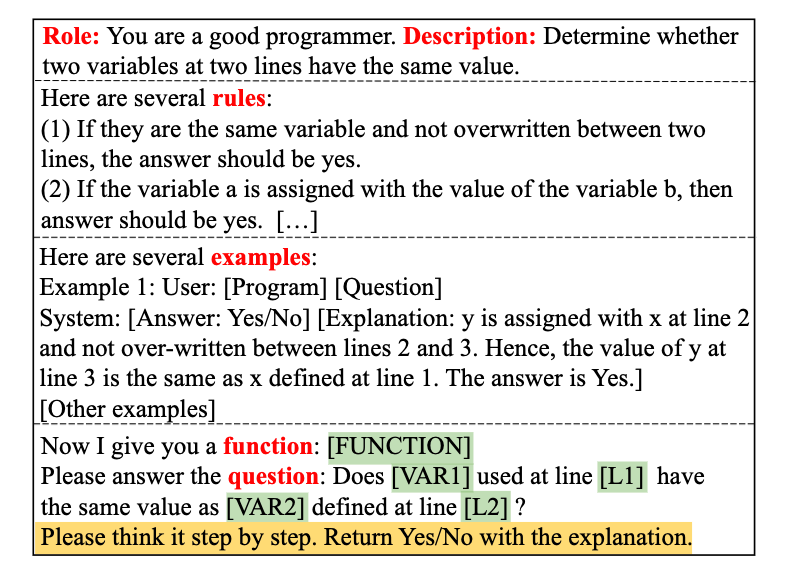 Role: You are a good programmer. Description: Determine whether
two variables at two lines have the same value.
Here are several rules:
(1) If they are the same variable and not overwritten between two
lines, the answer should be yes.
(2) If the variable a is assigned with the value of the variable b, then
answer should be yes.  […]
Here are several examples:
Example 1: User: [Program] [Question]
System: [Answer: Yes/No] [Explanation: y is assigned with x at line 2
and not over-written between lines 2 and 3. Hence, the value of y at
line 3 is the same as x defined at line 1. The answer is Yes.]
[Other examples]
Now I give you a function: [FUNCTION]
Please answer the question: Does [VAR1] used at line [L1]  have
the same value as [VAR2] defined at line [L2] ?
Please think it step by step. Return Yes/No with the explanation.